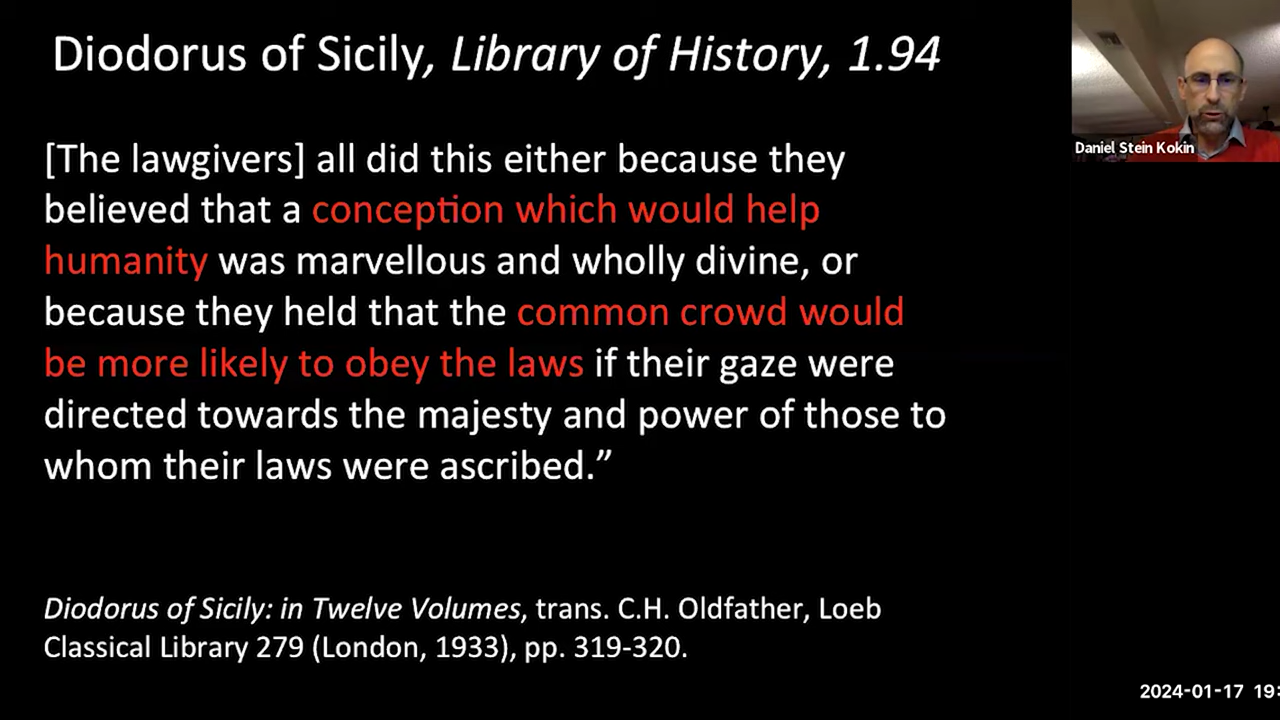 Diodorus of Sicily, Library of History, 1.94
Daniel Stein Kokin
[The lawgivers] all did this either because they
believed that a conception which would help
humanity was marvellous and wholly divine, or
because they held that the common crowd would
be more likely to obey the laws if their gaze were
directed towards the majesty and power of those to
whom their laws were ascribed.”
Diodorus of Sicily: in Twelve Volumes, trans. C.H. Oldfather, Loeb
Classical Library 279 (London, 1933), pp. 319-320.
2024-01-17 19: